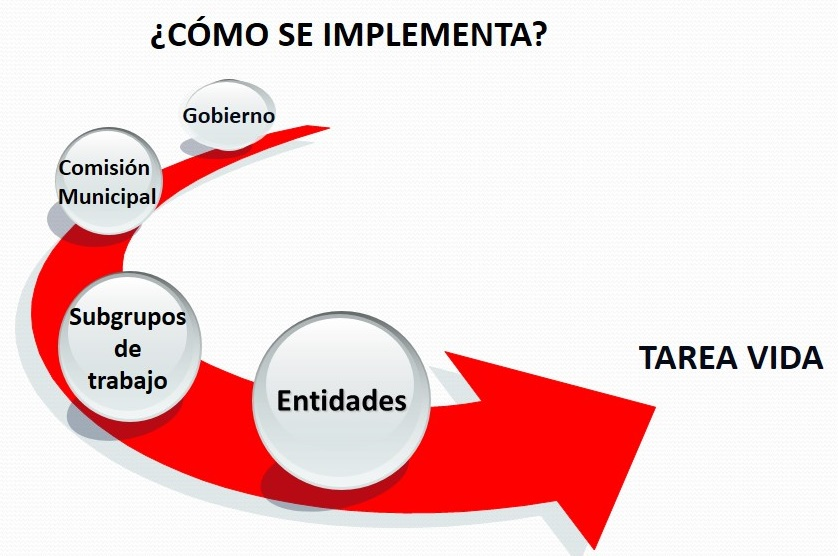 ¿CÓMO SE IMPLEMENTA?
Gobierno
Comisión
Municipal
Subgrupos
de
trabajo
Entidades
TAREA VIDA